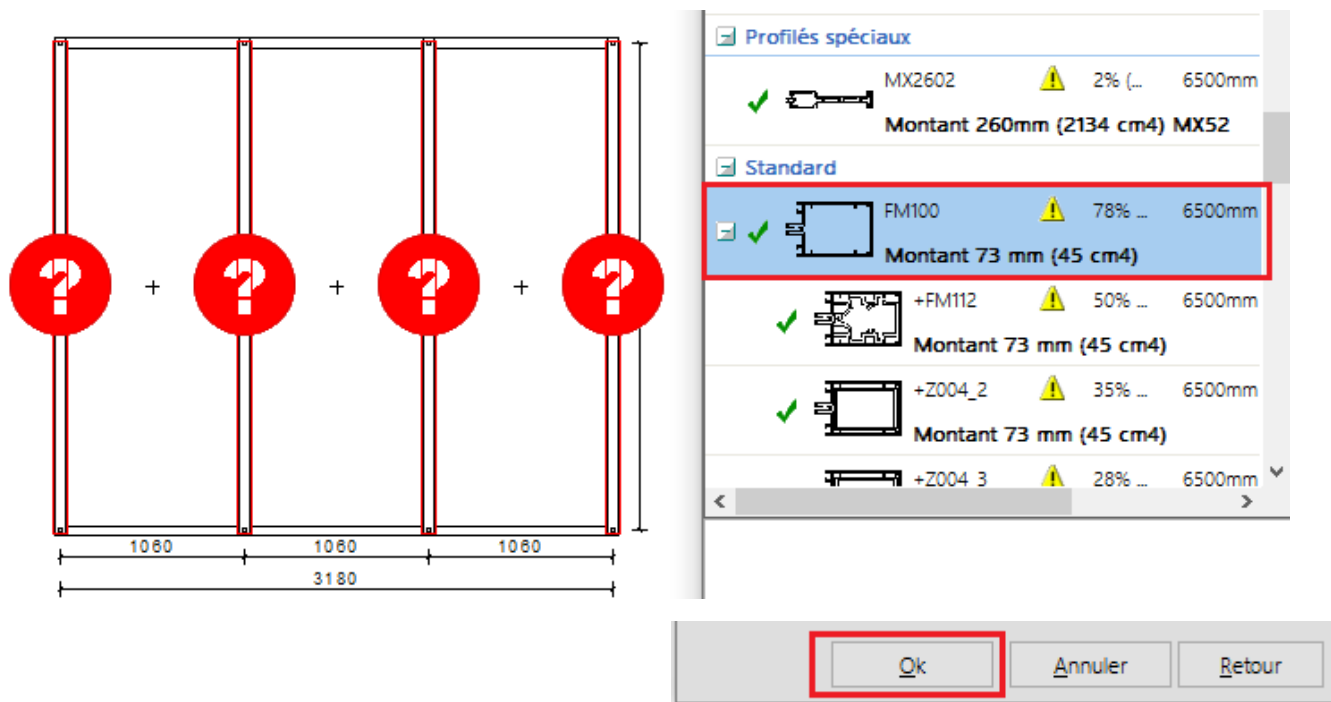 ?
+
?
+
?
+
?
1060
1060
1060
3180
Profilés spéciaux
MX2602 2% (... 6500mm
Montant 260mm (2134 cm4) MX52
Standard
FM100 78% ... 6500mm
Montant 73 mm (45 cm4)
+FM112 50% ... 6500mm
Montant 73 mm (45 cm4)
+Z004_2 35% ... 6500mm
Montant 73 mm (45 cm4)
+Z004_3 28% ... 6500mm
Ok
Annuler
Retour